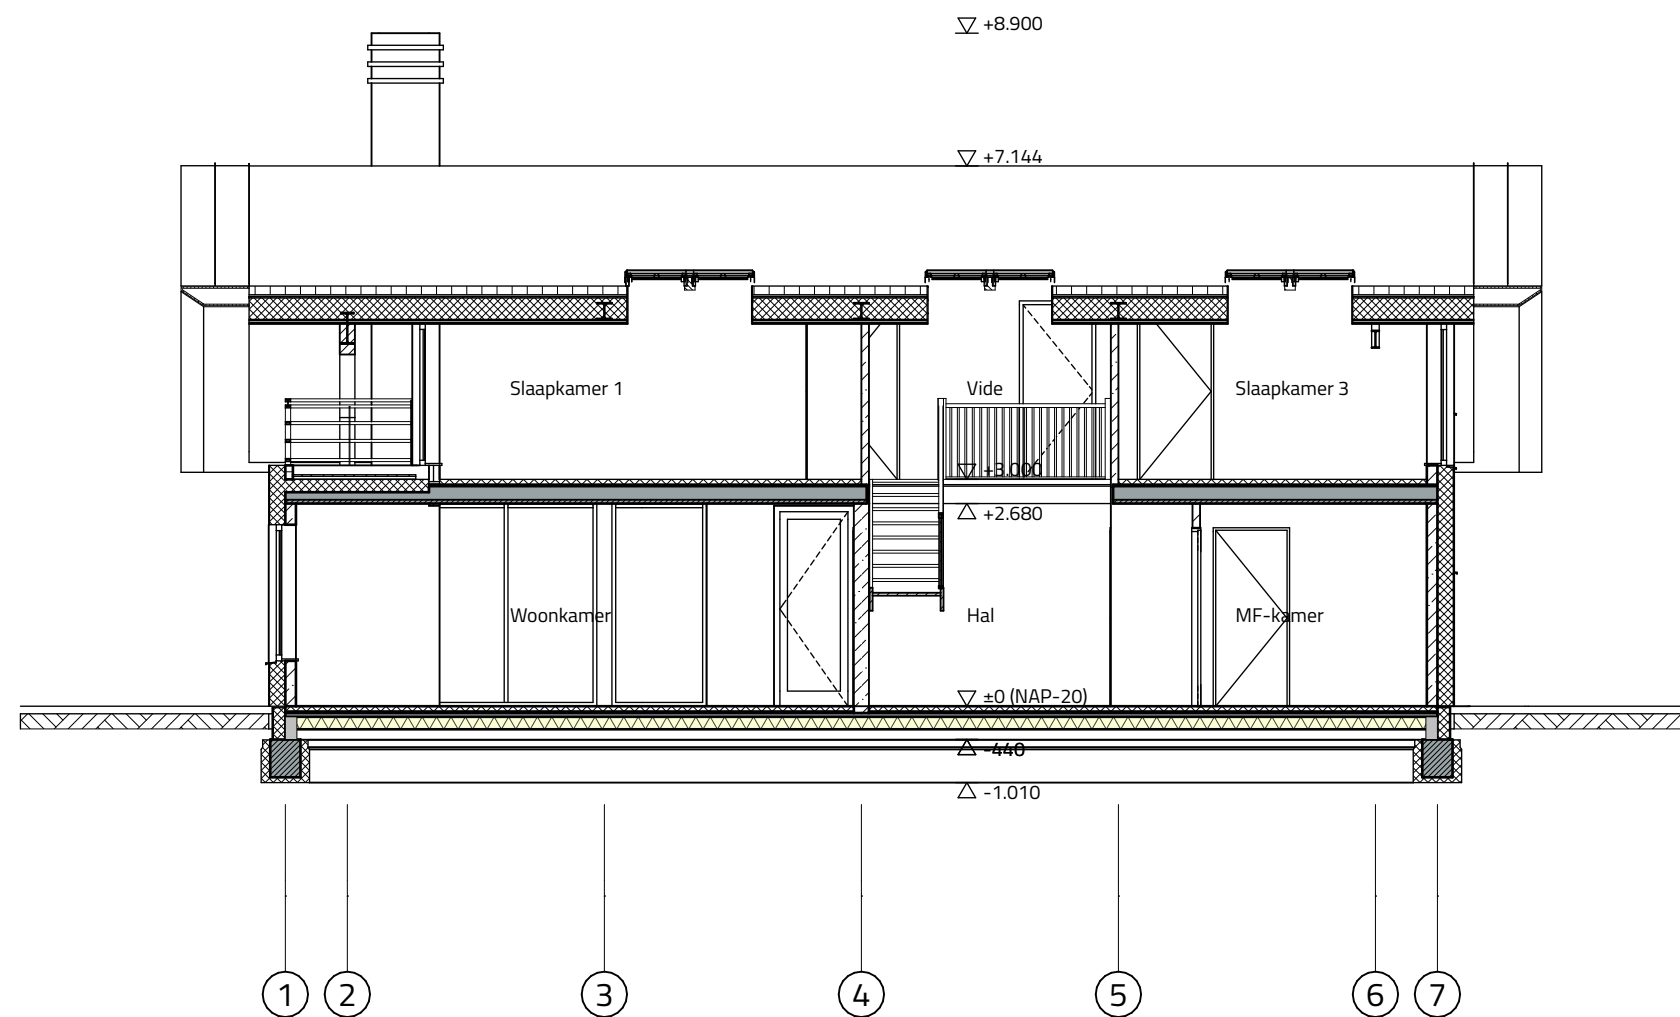 +8.900
+7.144
Slaapkamer 1
Vide
Slaapkamer 3
+3.000
+2.680
Woonkamer
Hal
MF-kamer
±0 (NAP-20)
-440
-1.010
1 2 3 4 5 6 7